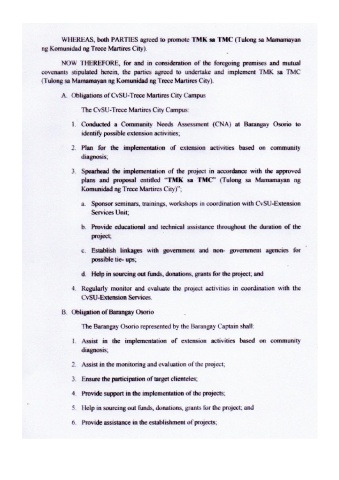 WHEREAS, both PARTIES agreed to promote TMK sa TMC (Tulong sa Mamamayan
ng Komunidad ng Trece Martires City).
NOW THEREFORE, for and in consideration of the foregoing premises and mutual
covenants stipulated herein, the parties agreed to undertake and implement TMK sa TMC
(Tulong sa Mamamayan ng Komunidad ng Trece Martires City).
A. Obligations of CvSU-Trece Martires City Campus
The CvSU-Trece Martires City Campus:
1. Conducted a Community Needs Assessment (CNA) at Barangay Osorio to
identify possible extension activities;
2. Plan for the implementation of extension activities based on community
diagnosis;
3. Spearhead the implementation of the project in accordance with the approved
plans and proposal entitled “TMK sa TMC” (Tulong sa Mamamayan ng
Komunidad ng Trece Martires City)”;
a. Sponsor seminars, trainings, workshops in coordination with CvSU-Extension
Services Unit;
b. Provide educational and technical assistance throughout the duration of the
project;
c. Establish linkages with government and non- government agencies for
possible tie- ups;
d. Help in sourcing out funds, donations, grants for the project; and
4. Regularly monitor and evaluate the project activities in coordination with the
CvSU-Extension Services.
B. Obligation of Barangay Osorio
The Barangay Osorio represented by the Barangay Captain shall:
1. Assist in the implementation of extension activities based on community
diagnosis;
2. Assist in the monitoring and evaluation of the project;
3. Ensure the participation of target clienteles;
4. Provide support in the implementation of the projects;
5. Help in sourcing out funds, donations, grants for the project; and
6. Provide assistance in the establishment of projects;